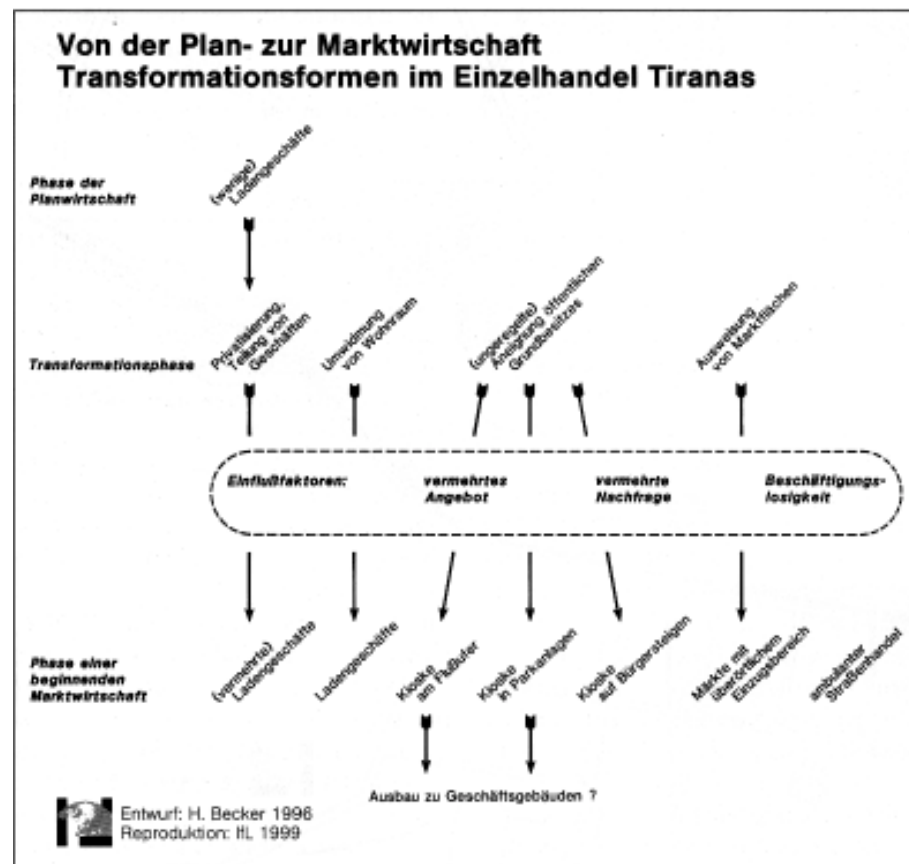 Von der Plan- zur Marktwirtschaft
Transformationsformen im Einzelhandel Tiranas
Phase der
Planwirtschaft
(wenige)
Ladengeschäfte
Transformationsphase
Privatisierung,
Teilung von
Geschäften
Umwidmung
von Wohnraum
(ungeregelte)
Aneignung öffentlichen
Grundbesitzes
Ausweisung
von Marktflächen
Einflußfaktoren:
vermehrtes
Angebot
vermehrte
Nachfrage
Beschäftigungs-
losigkeit
Phase einer
beginnenden
Marktwirtschaft
(vermehrte)
Ladengeschäfte
Ladengeschäfte
Kioske
am Flußufer
Kioske
in Parkanlagen
Kioske
auf Bürgersteigen
Märkte mit
überörtlichem
Einzugsbereich
ambulanter
Straßenhandel
Ausbau zu Geschäftsgebäuden ?
Entwurf: H. Becker 1996
Reproduktion: IfL 1999